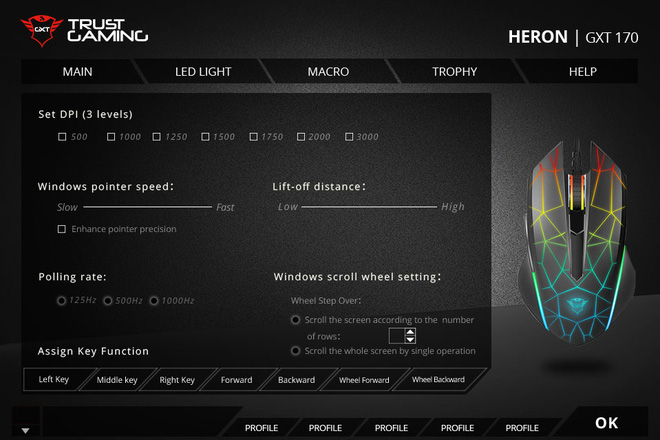 GXT
TRUST
GAMING
HERON | GXT 170
MAIN
LED LIGHT
MACRO
TROPHY
HELP
Set DPI (3 levels)
500
1000
1250
1500
1750
2000
3000
Windows pointer speed:
Slow
Fast
Enhance pointer precision
Lift-off distance:
Low
High
Polling rate:
125Hz
500Hz
1000Hz
Windows scroll wheel setting:
Wheel Step Over:
Scroll the screen according to the number
of rows:
Scroll the whole screen by single operation
Assign Key Function
Left Key
Middle key
Right Key
Forward
Backward
Wheel Forward
Wheel Backward
PROFILE
PROFILE
PROFILE
PROFILE
PROFILE
OK